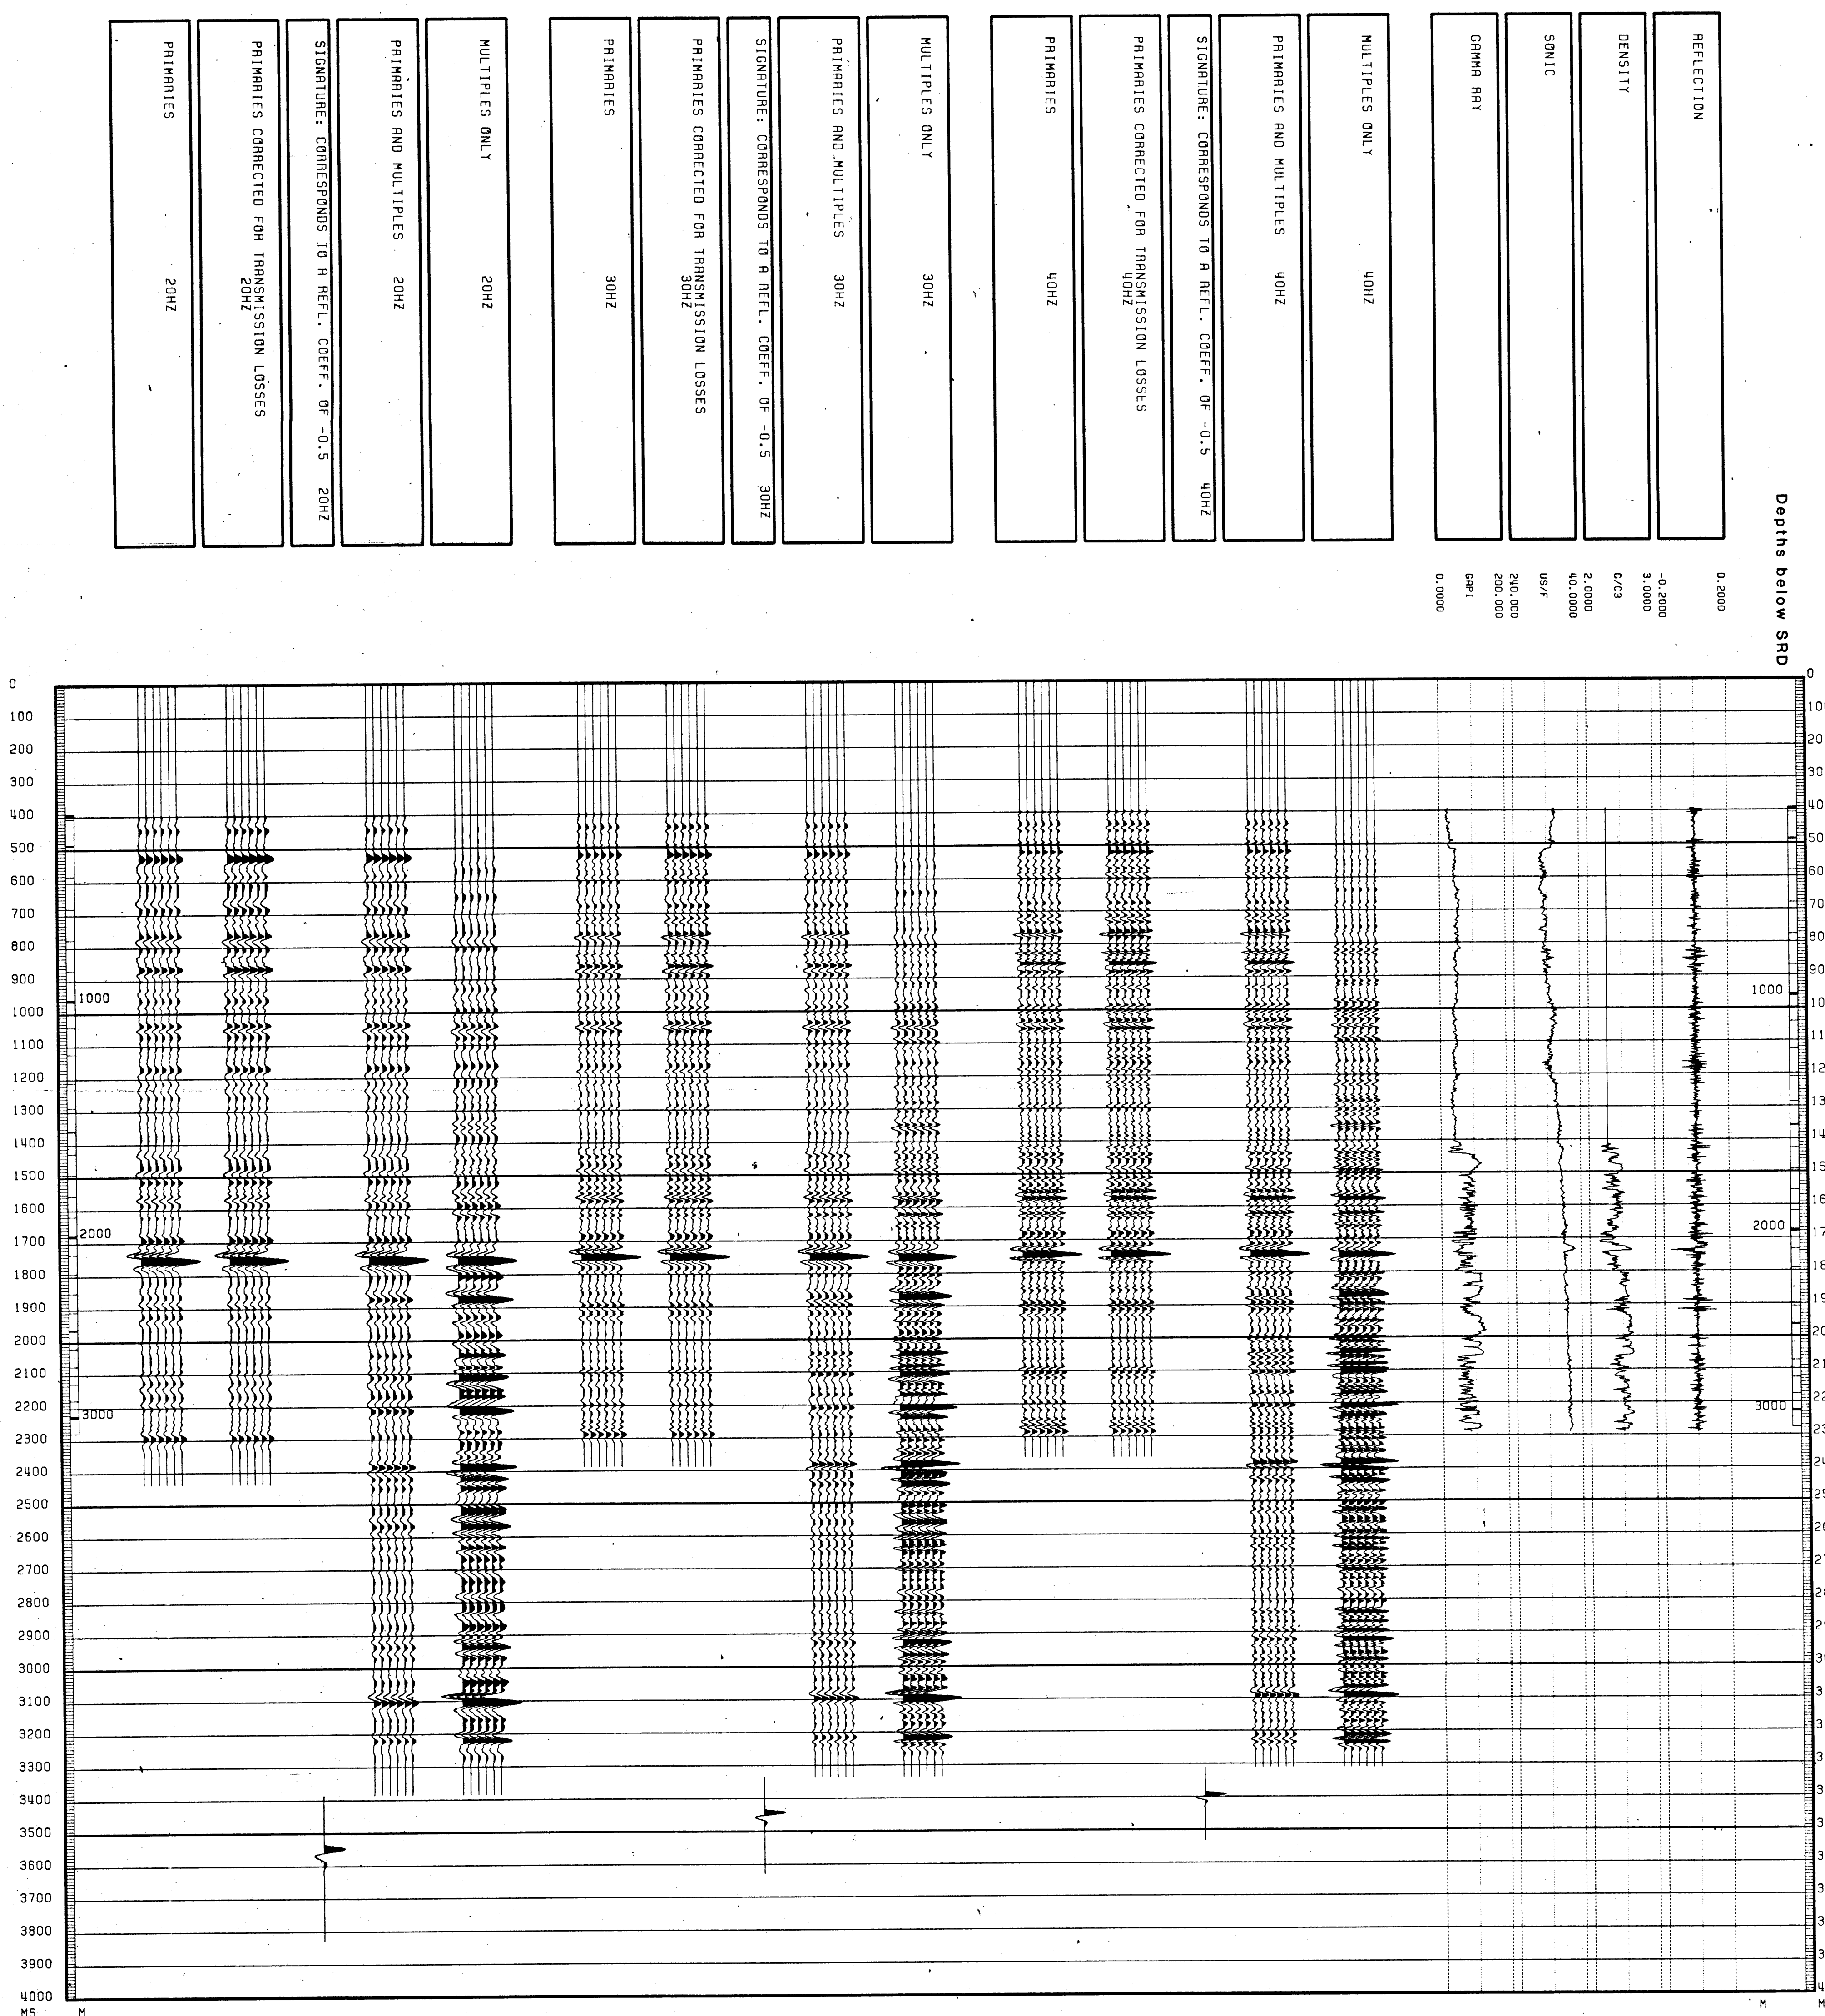 PRIMARIES 20HZ
PRIMARIES CORRECTED FOR TRANSMISSION LOSSES
20HZ
SIGNATURE: CORRESPONDS TO A REFL. COEFF. OF -0.5 20HZ
PRIMARIES AND MULTIPLES 20HZ
MULTIPLES ONLY 20HZ
PRIMARIES 30HZ
PRIMARIES CORRECTED FOR TRANSMISSION LOSSES
30HZ
SIGNATURE: CORRESPONDS TO A REFL. COEFF. OF -0.5 30HZ
PRIMARIES AND MULTIPLES 30HZ
MULTIPLES ONLY 30HZ
PRIMARIES 40HZ
PRIMARIES CORRECTED FOR TRANSMISSION LOSSES
40HZ
SIGNATURE: CORRESPONDS TO A REFL. COEFF. OF -0.5 40HZ
PRIMARIES AND MULTIPLES 40HZ
MULTIPLES ONLY 40HZ
GAMMA RAY
SONIC
DENSITY
REFLECTION
Depths below SRD
0.0000
GAPI
200.000
240.000
US/F
40.0000
2.0000
G/C3
3.0000
-0.2000
0.2000
0
100
200
300
400
500
600
700
800
900
1000
1100
1200
1300
1400
1500
1600
1700
1800
1900
2000
2100
2200
2300
2400
2500
2600
2700
2800
2900
3000
3100
3200
3300
3400
3500
3600
3700
3800
3900
4000
MS
1000
2000
3000
M
1000
2000
3000
M
0